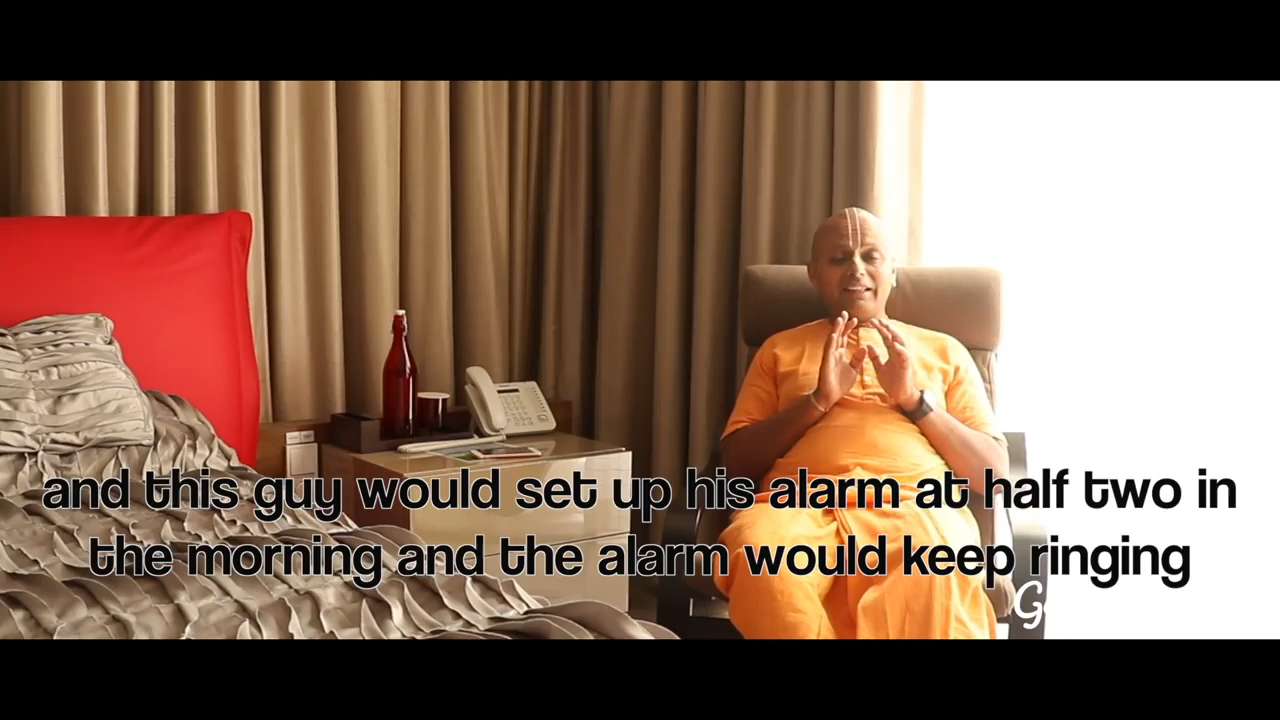 and this guy would set up his alarm at half two in
the morning and the alarm would keep ringing